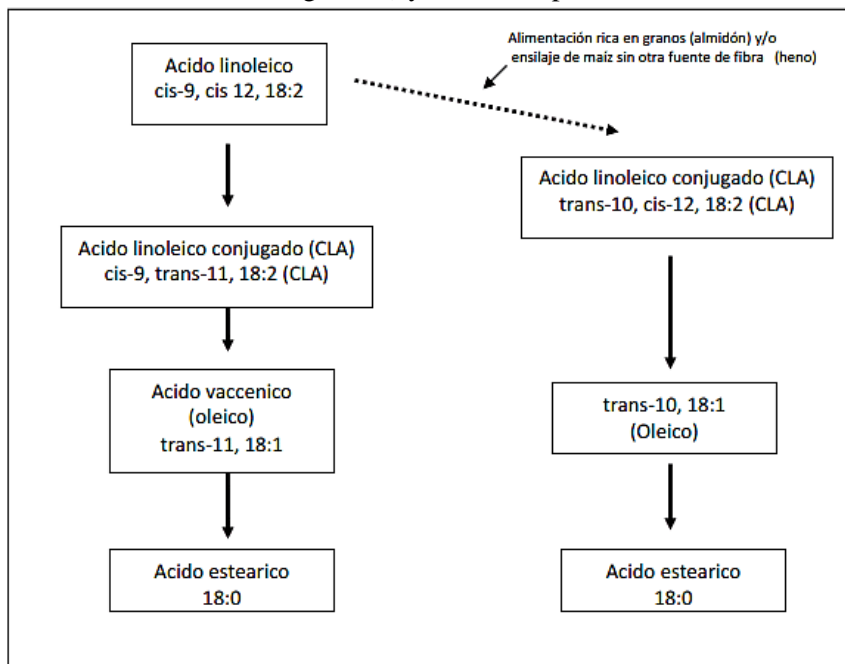 Alimentación rica en granos (almidón) y/o
ensilaje de maíz sin otra fuente de fibra (heno)
Acido linoleico
cis-9, cis 12, 18:2
Acido linoleico conjugado (CLA)
trans-10, cis-12, 18:2 (CLA)
Acido linoleico conjugado (CLA)
cis-9, trans-11, 18:2 (CLA)
Acido vaccenico
(oleico)
trans-11, 18:1
trans-10, 18:1
(Oleico)
Acido estearico
18:0
Acido estearico
18:0